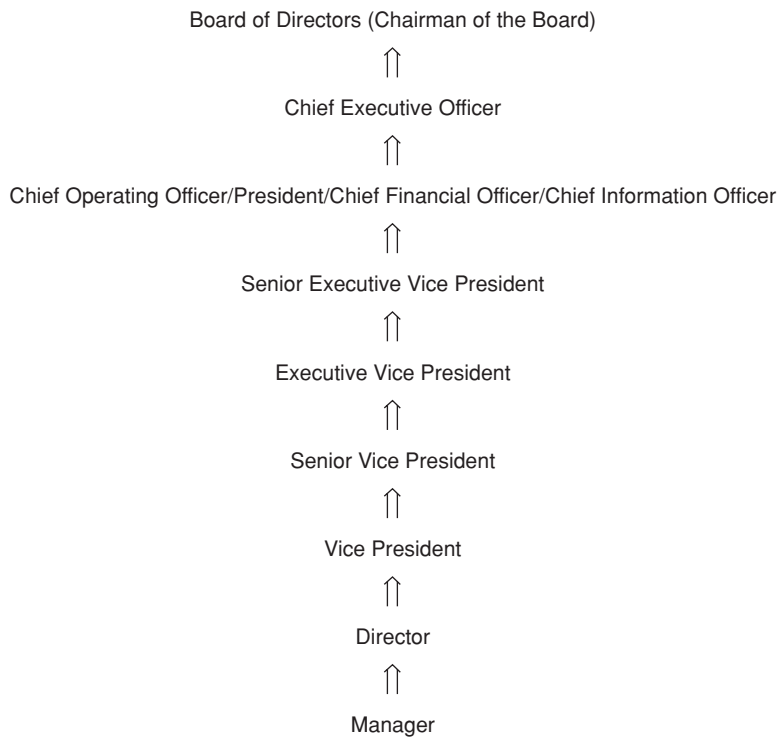 Board of Directors (Chairman of the Board)
⇑
Chief Executive Officer
⇑
Chief Operating Officer/President/Chief Financial Officer/Chief Information Officer
⇑
Senior Executive Vice President
⇑
Executive Vice President
⇑
Senior Vice President
⇑
Vice President
⇑
Director
⇑
Manager